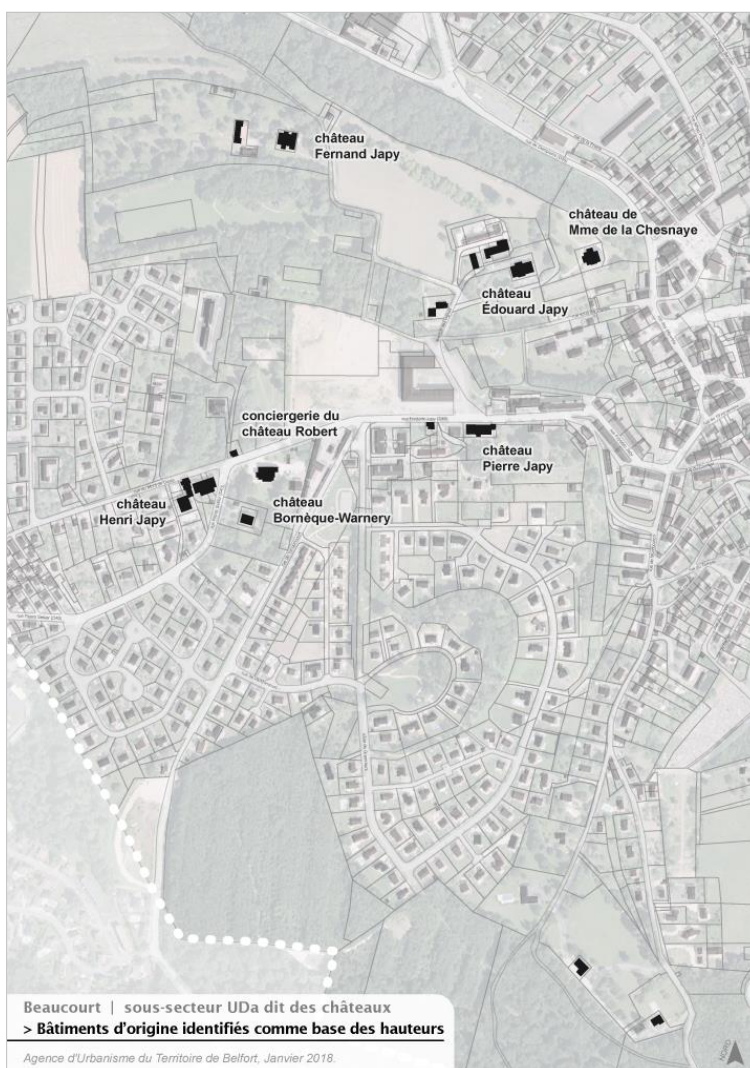 château
Fernand Japy
château de
Mme de la Chesnaye
château
Édouard Japy
conciergerie du
château Robert
château
Pierre Japy
château
Henri Japy
château
Bornèque-Warnery
Beaucourt | sous-secteur UDa dit des châteaux
> Bâtiments d'origine identifiés comme base des hauteurs
Agence d'Urbanisme du Territoire de Belfort, Janvier 2018.
NORD